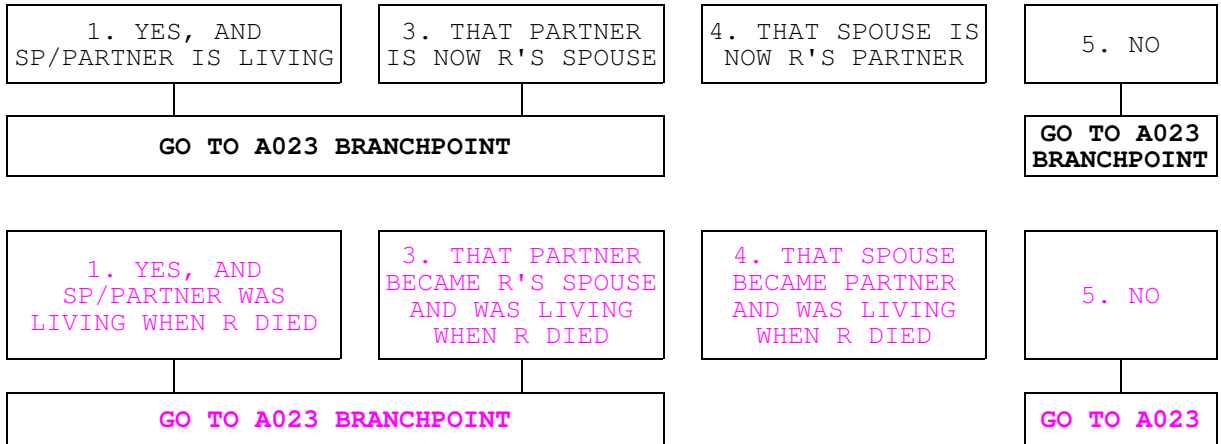 1. YES, AND
SP/PARTNER IS LIVING
3. THAT PARTNER
IS NOW R'S SPOUSE
4. THAT SPOUSE IS
NOW R'S PARTNER
5. NO
GO TO A023 BRANCHPOINT
GO TO A023
BRANCHPOINT
1. YES, AND
SP/PARTNER WAS
LIVING WHEN R DIED
3. THAT PARTNER
BECAME R'S SPOUSE
AND WAS LIVING
WHEN R DIED
4. THAT SPOUSE
BECAME PARTNER
AND WAS LIVING
WHEN R DIED
5. NO
GO TO A023 BRANCHPOINT
GO TO A023